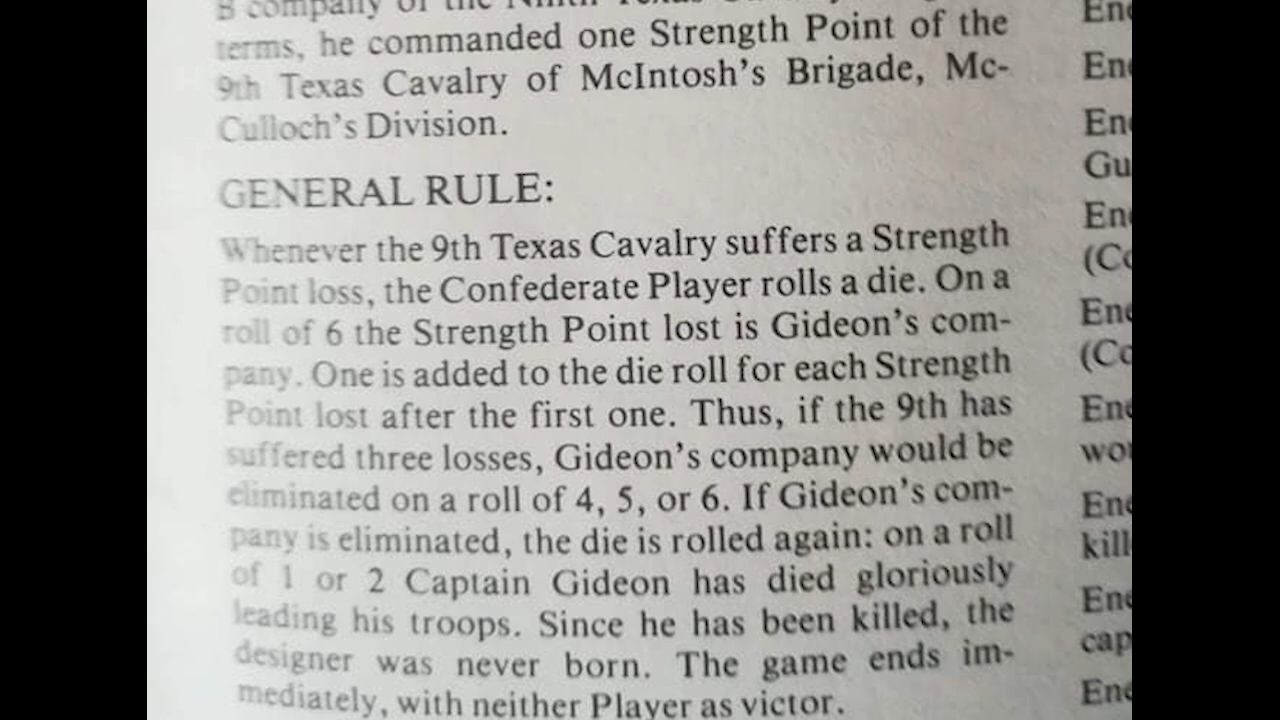 company of the Ninth Texas
terms, he commanded one Strength Point of the
9th Texas Cavalry of McIntosh's Brigade, Mc-
Culloch's Division.
GENERAL RULE:
Whenever the 9th Texas Cavalry suffers a Strength
Point loss, the Confederate Player rolls a die. On a
roll of 6 the Strength Point lost is Gideon's com-
pany. One is added to the die roll for each Strength
Point lost after the first one. Thus, if the 9th has
suffered three losses, Gideon's company would be
eliminated on a roll of 4, 5, or 6. If Gideon's com-
pany is eliminated, the die is rolled again: on a roll
of 1 or 2 Captain Gideon has died gloriously
leading his troops. Since he has been killed, the
designer was never born. The game ends im-
mediately, with neither Player as victor.